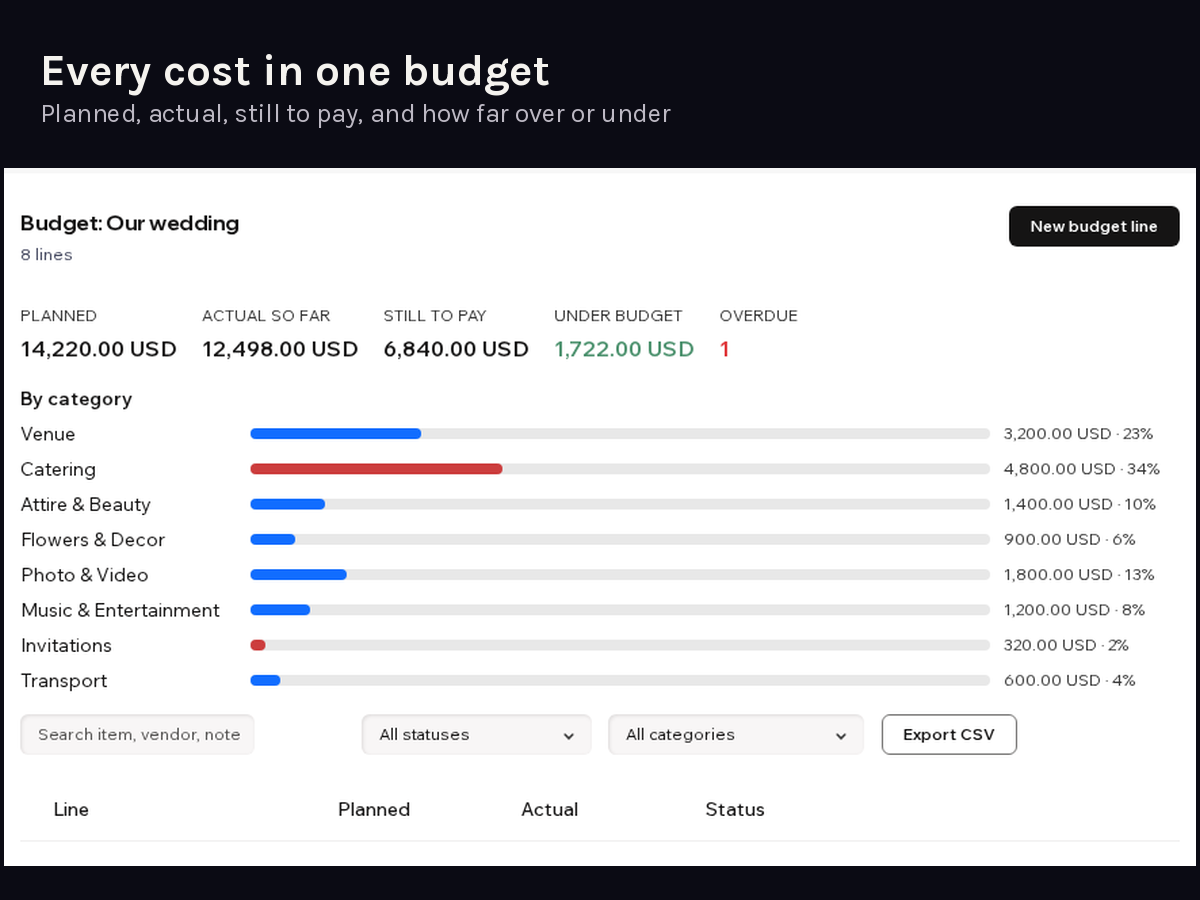 Every cost in one budget
Planned, actual, still to pay, and how far over or under
Budget: Our wedding
New budget line
8 lines
PLANNED ACTUAL SO FAR STILL TO PAY UNDER BUDGET OVERDUE
14,220.00 USD 12,498.00 USD 6,840.00 USD 1,722.00 USD 1
By category
Venue 3,200.00 USD · 23%
Catering 4,800.00 USD · 34%
Attire & Beauty 1,400.00 USD · 10%
Flowers & Decor 900.00 USD · 6%
Photo & Video 1,800.00 USD · 13%
Music & Entertainment 1,200.00 USD · 8%
Invitations 320.00 USD · 2%
Transport 600.00 USD · 4%
Search item, vendor, note All statuses All categories Export CSV
Line Planned Actual Status